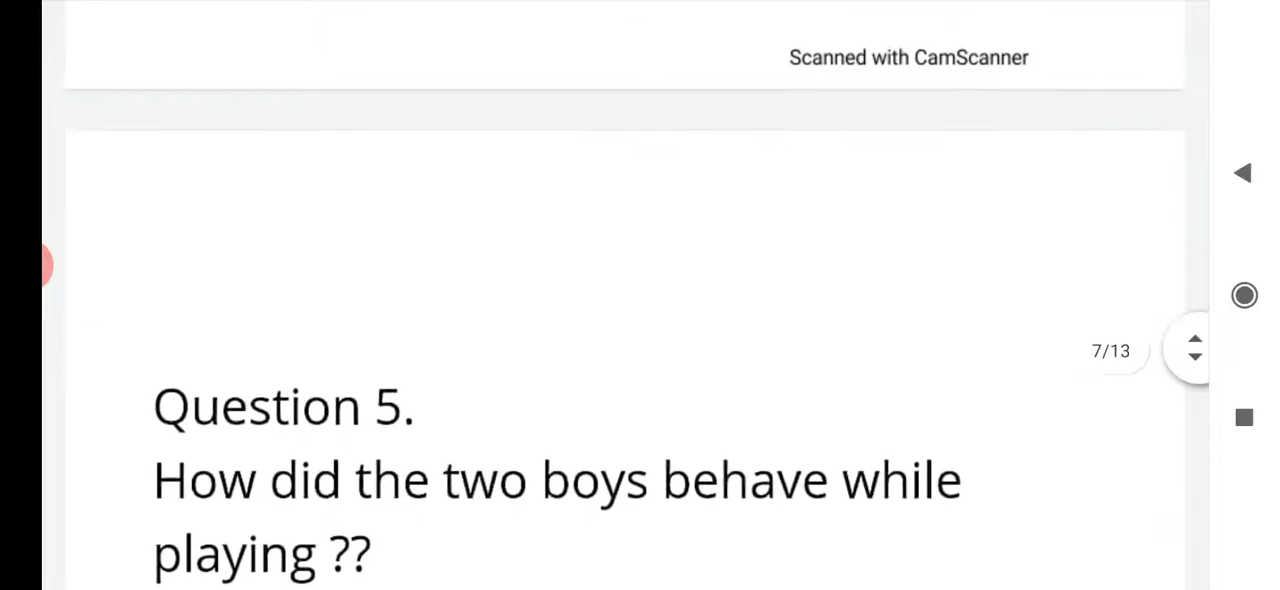 Scanned with CamScanner
7/13
Question 5.
How did the two boys behave while
playing ??